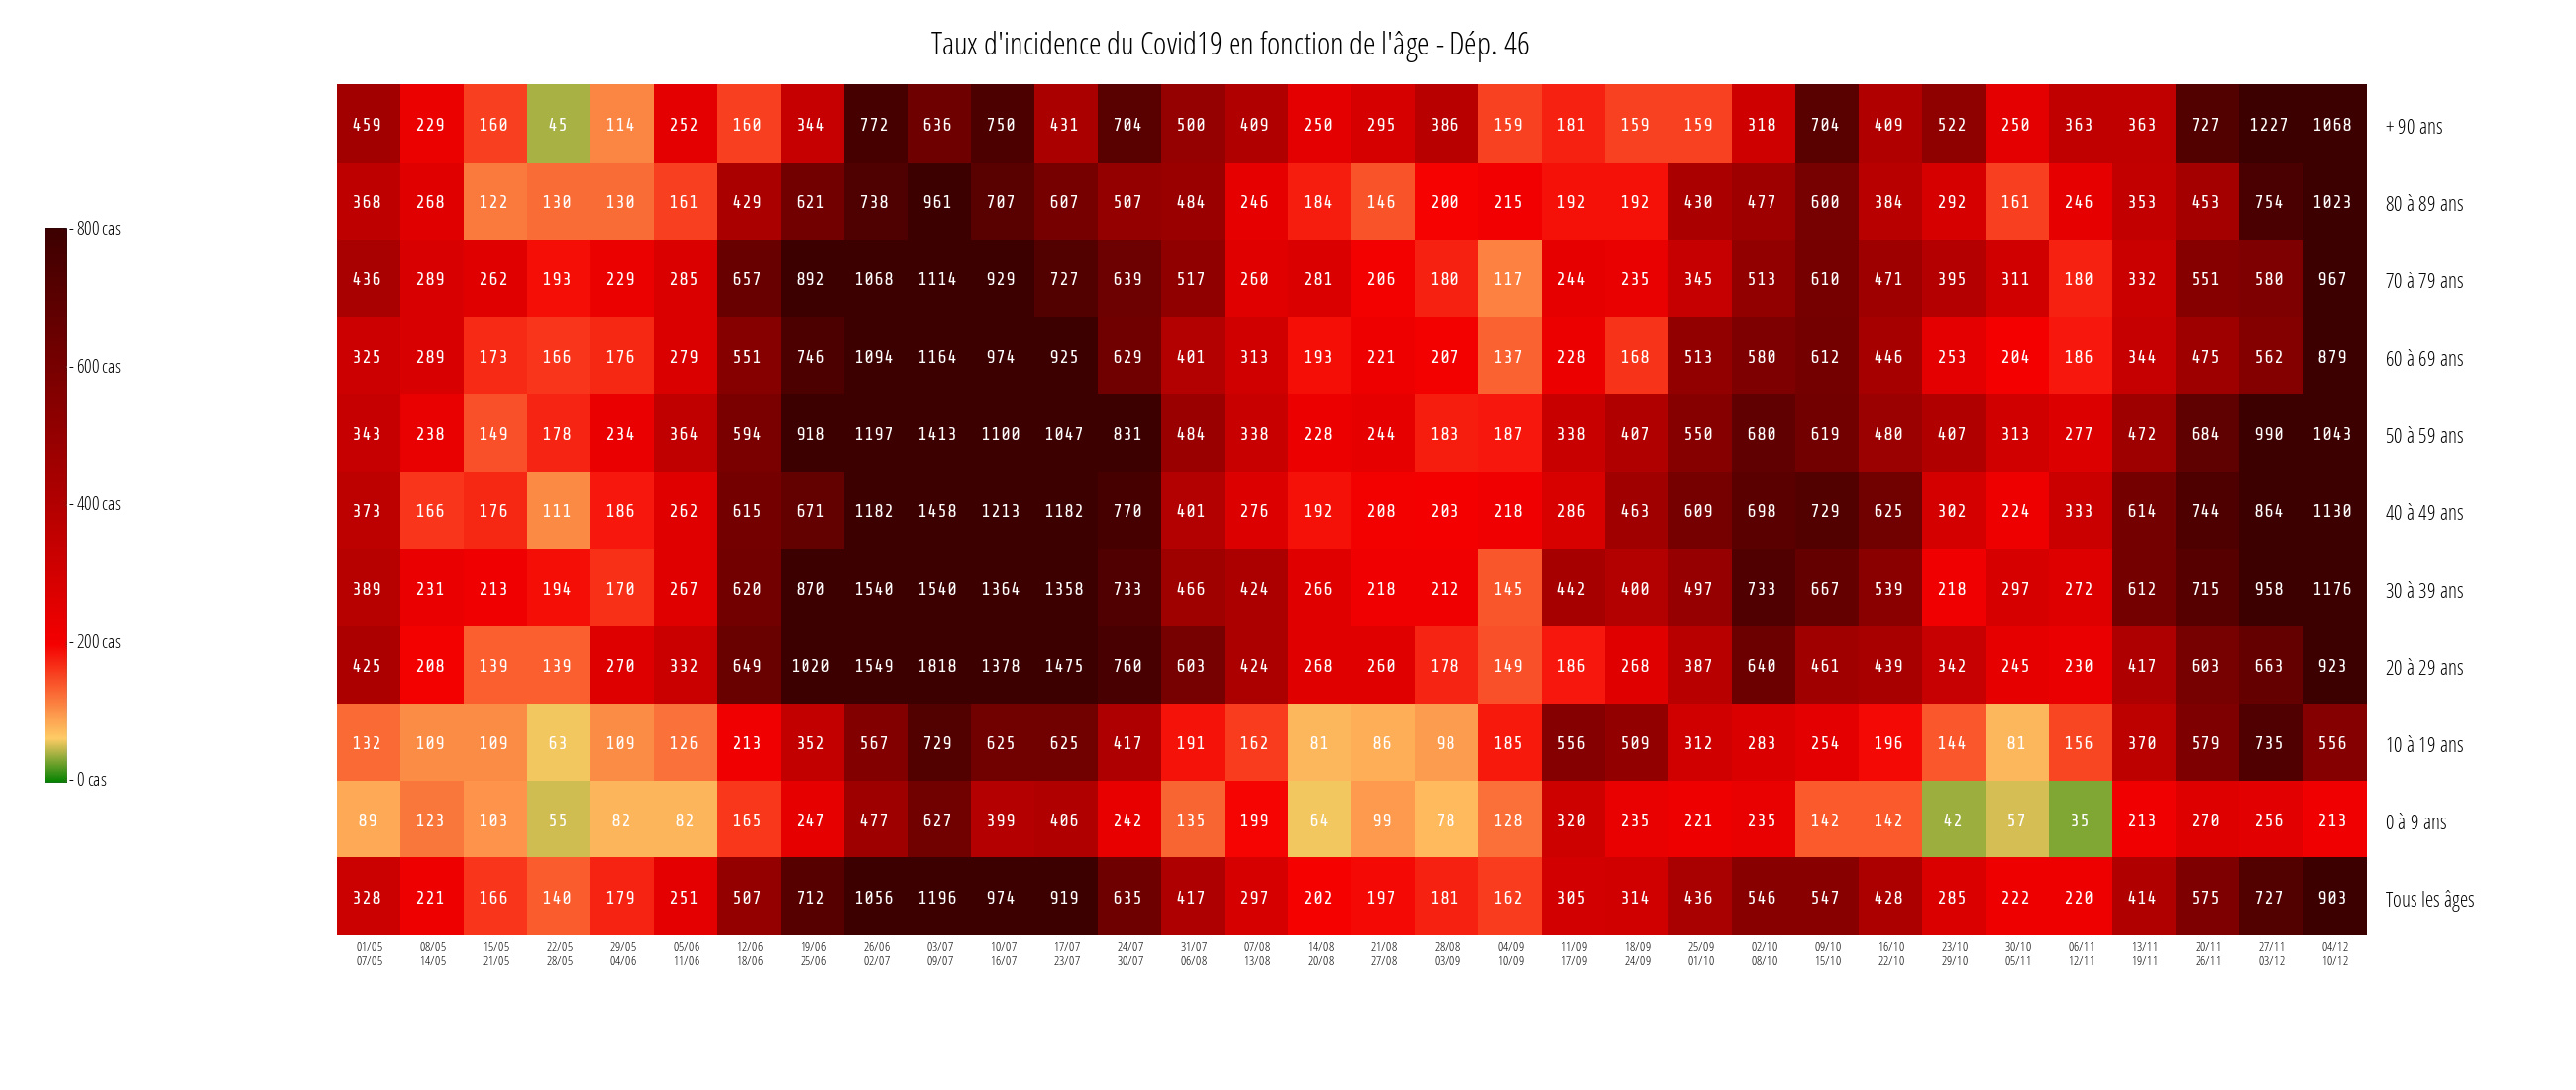 Taux d'incidence du Covid19 en fonction de l'âge - Dép. 46
459 229 160 45 114 252 160 344 772 636 750 431 704 500 409 250 295 386 159 181 159 159 318 704 409 522 250 363 363 727 1227 1068 + 90 ans
368 268 122 130 130 161 429 621 738 961 707 607 507 484 246 184 146 200 215 192 192 430 477 600 384 292 161 246 353 453 754 1023 80 à 89 ans
- 800 cas
436 289 262 193 229 285 657 892 1068 1114 929 727 639 517 260 281 206 180 117 244 235 345 513 610 471 395 311 180 332 551 580 967 70 à 79 ans
325 289 173 166 176 279 551 746 1094 1164 974 925 629 401 313 193 221 207 137 228 168 513 580 612 446 253 204 186 344 475 562 879 60 à 69 ans
- 600 cas
343 238 149 178 234 364 594 918 1197 1413 1100 1047 831 484 338 228 244 183 187 338 407 550 680 619 480 407 313 277 472 684 990 1043 50 à 59 ans
- 400 cas
373 166 176 111 186 262 615 671 1182 1458 1213 1182 770 401 276 192 208 203 218 286 463 609 698 729 625 302 224 333 614 744 864 1130 40 à 49 ans
389 231 213 194 170 267 620 870 1540 1540 1364 1358 733 466 424 266 218 212 145 442 400 497 733 667 539 218 297 272 612 715 958 1176 30 à 39 ans
- 200 cas
425 208 139 139 270 332 649 1020 1549 1818 1378 1475 760 603 424 268 260 178 149 186 268 387 640 461 439 342 245 230 417 603 663 923 20 à 29 ans
132 109 109 63 109 126 213 352 567 729 625 625 417 191 162 81 86 98 185 556 509 312 283 254 196 144 81 156 370 579 735 556 10 à 19 ans
- 0 cas
89 123 103 55 82 82 165 247 477 627 399 406 242 135 199 64 99 78 128 320 235 221 235 142 142 42 57 35 213 270 256 213 0 à 9 ans
328 221 166 140 179 251 507 712 1056 1196 974 919 635 417 297 202 197 181 162 305 314 436 546 547 428 285 222 220 414 575 727 903 Tous les âges
01/05 08/05 15/05 22/05 29/05 05/06 12/06 19/06 26/06 03/07 10/07 17/07 24/07 31/07 07/08 14/08 21/08 28/08 04/09 11/09 18/09 25/09 02/10 09/10 16/10 23/10 30/10 06/11 13/11 20/11 27/11 04/12
07/05 14/05 21/05 28/05 04/06 11/06 18/06 25/06 02/07 09/07 16/07 23/07 30/07 06/08 13/08 20/08 27/08 03/09 10/09 17/09 24/09 01/10 08/10 15/10 22/10 29/10 05/11 12/11 19/11 26/11 03/12 10/12